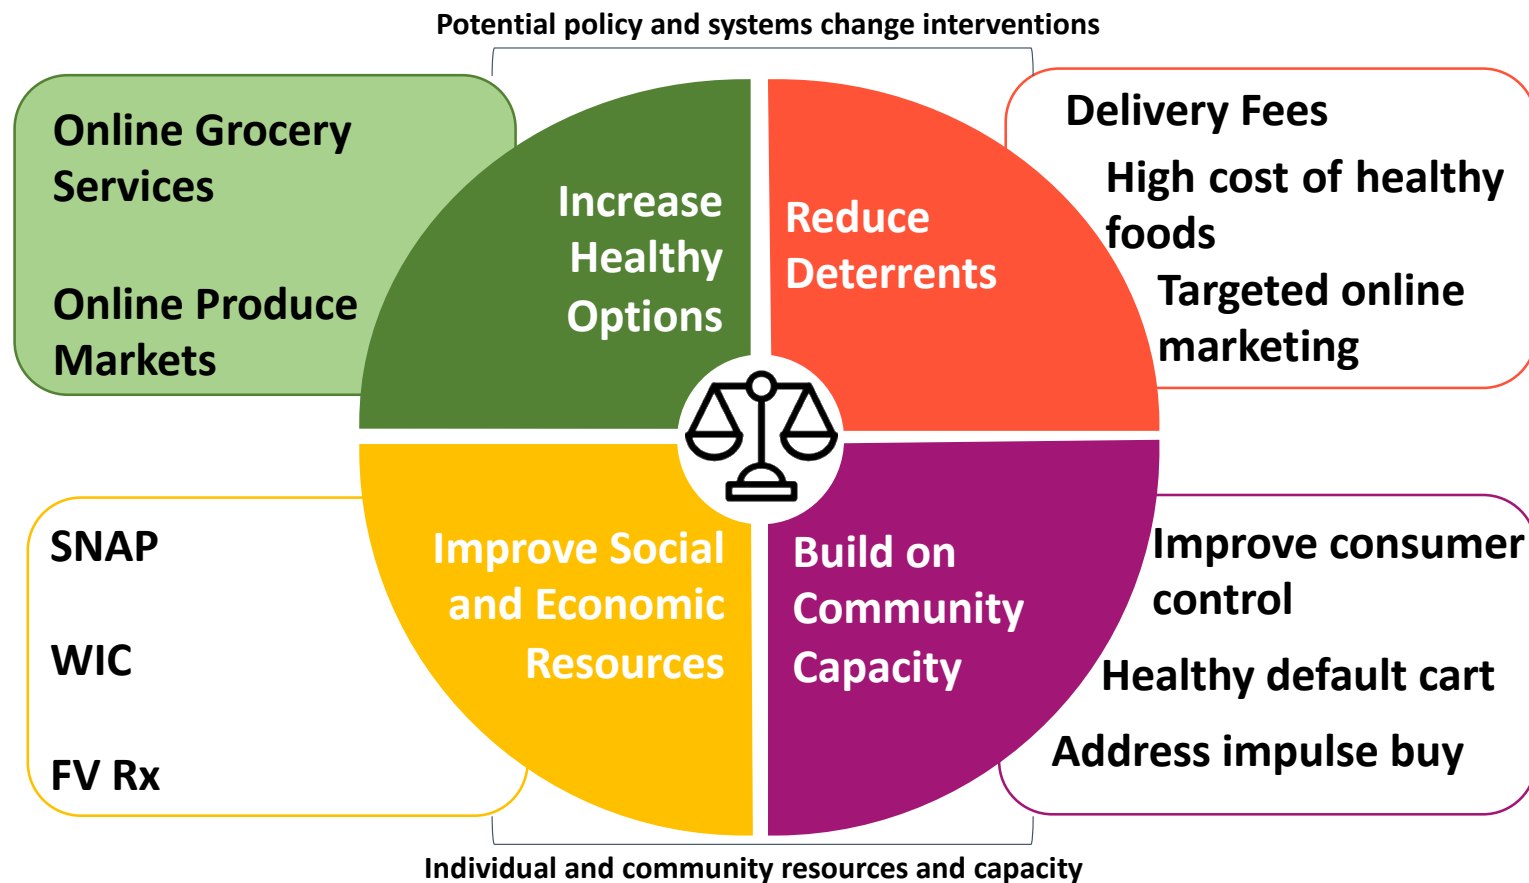 Potential policy and systems change interventions
Online Grocery
Services
Online Produce
Markets
Increase
Healthy
Options
Reduce
Deterrents
Delivery Fees
High cost of healthy
foods
Targeted online
marketing
SNAP
WIC
FV Rx
Improve Social
and Economic
Resources
Build on
Community
Capacity
Improve consumer
control
Healthy default cart
Address impulse buy
Individual and community resources and capacity